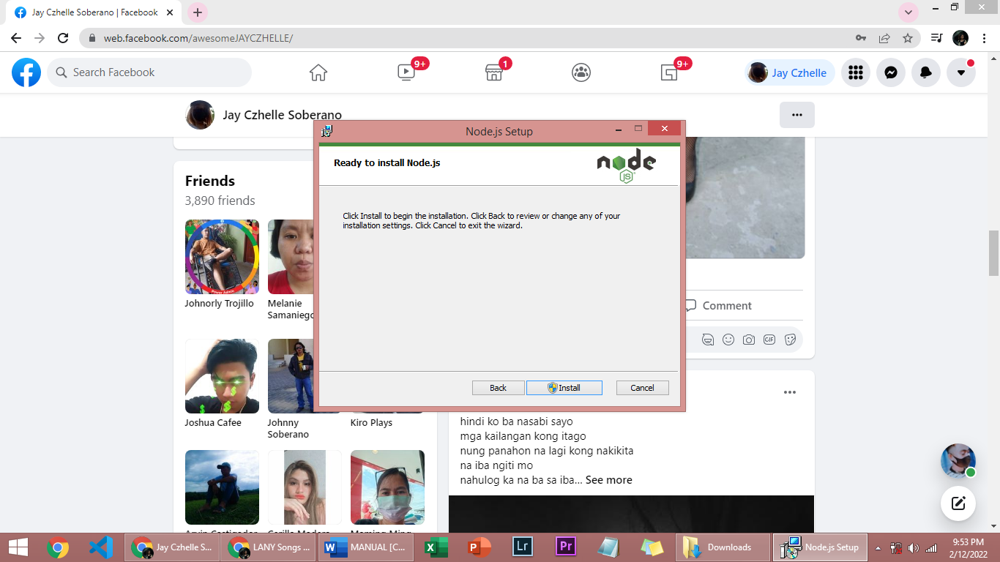 Jay Czhelle Soberano | Facebook
web.facebook.com/awesomeJAYCZHELLE/
Search Facebook
9+
1
9+
Jay Czhelle
Jay Czhelle Soberano
Node.js Setup
Ready to install Node.js
node
JS
Click Install to begin the installation. Click Back to review or change any of your
installation settings. Click Cancel to exit the wizard.
Back
Install
Cancel
Friends
3,890 friends
Johnorly Trojillo
Melanie
Samaniego
Joshua Cafee
Johnny
Soberano
Kiro Plays
Comment
GIF
hindi ko ba nasabi sayo
mga kailangan kong itago
nung panahon na lagi kong nakikita
na iba ngiti mo
nahulog ka na ba sa iba... See more
Jay Czhelle S...
LANY Songs ...
MANUAL [C...
Lr
Pr
Downloads
Node.js Setup
9:53 PM
2/12/2022